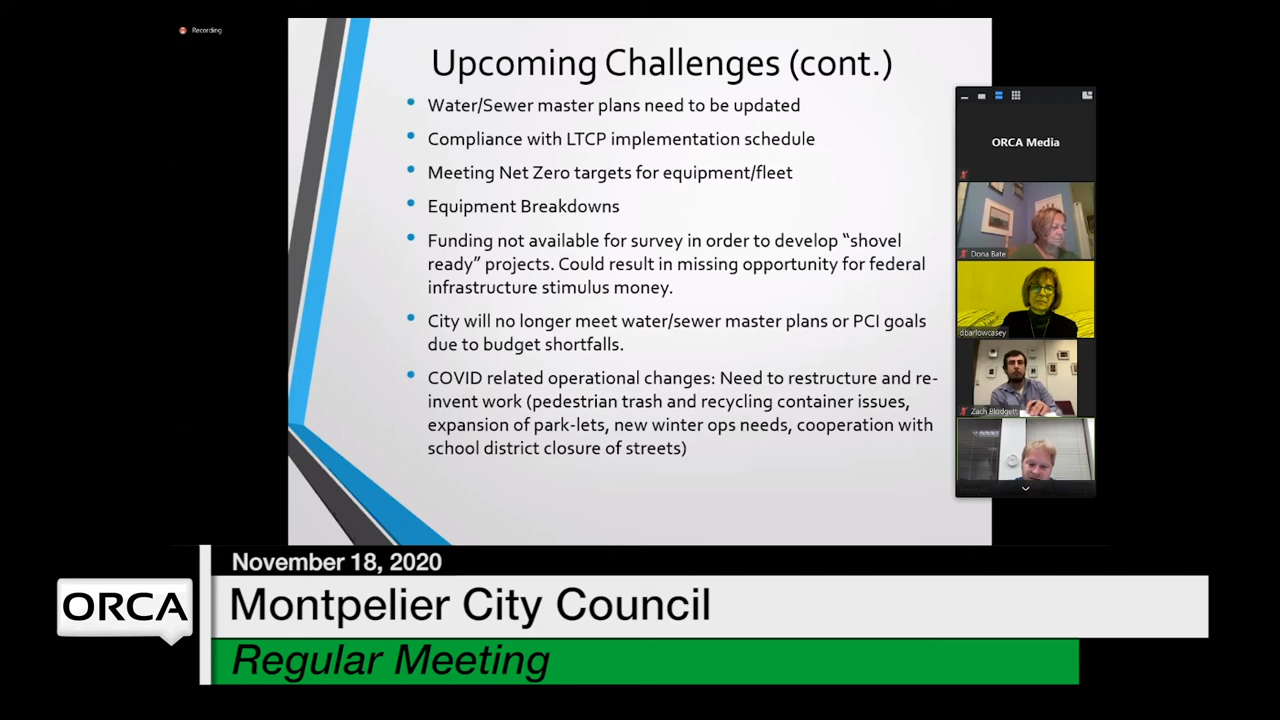 Recording
Upcoming Challenges (cont.)
Water/Sewer master plans need to be updated
Compliance with LTCP implementation schedule
Meeting Net Zero targets for equipment/fleet
Equipment Breakdowns
Funding not available for survey in order to develop “shovel
ready” projects. Could result in missing opportunity for federal
infrastructure stimulus money.
City will no longer meet water/sewer master plans or PCI goals
due to budget shortfalls.
COVID related operational changes: Need to restructure and re-
invent work (pedestrian trash and recycling container issues,
expansion of park-lets, new winter ops needs, cooperation with
school district closure of streets)
ORCA Media
Dona Bate
dbarlowcasey
Zach Blodgett
November 18, 2020
ORCA
Montpelier City Council
Regular Meeting